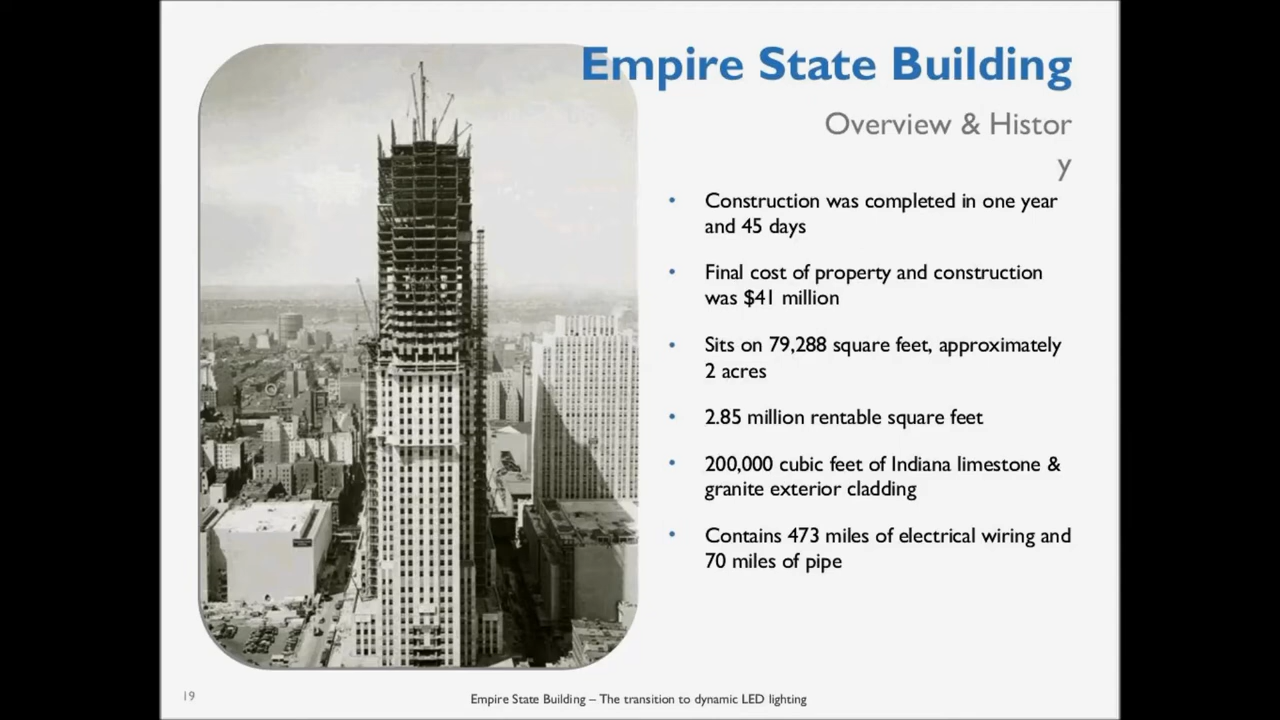 Empire State Building
Overview & Histor
y
• Construction was completed in one year
and 45 days
• Final cost of property and construction
was $41 million
• Sits on 79,288 square feet, approximately
2 acres
• 2.85 million rentable square feet
• 200,000 cubic feet of Indiana limestone &
granite exterior cladding
• Contains 473 miles of electrical wiring and
70 miles of pipe
19
Empire State Building – The transition to dynamic LED lighting